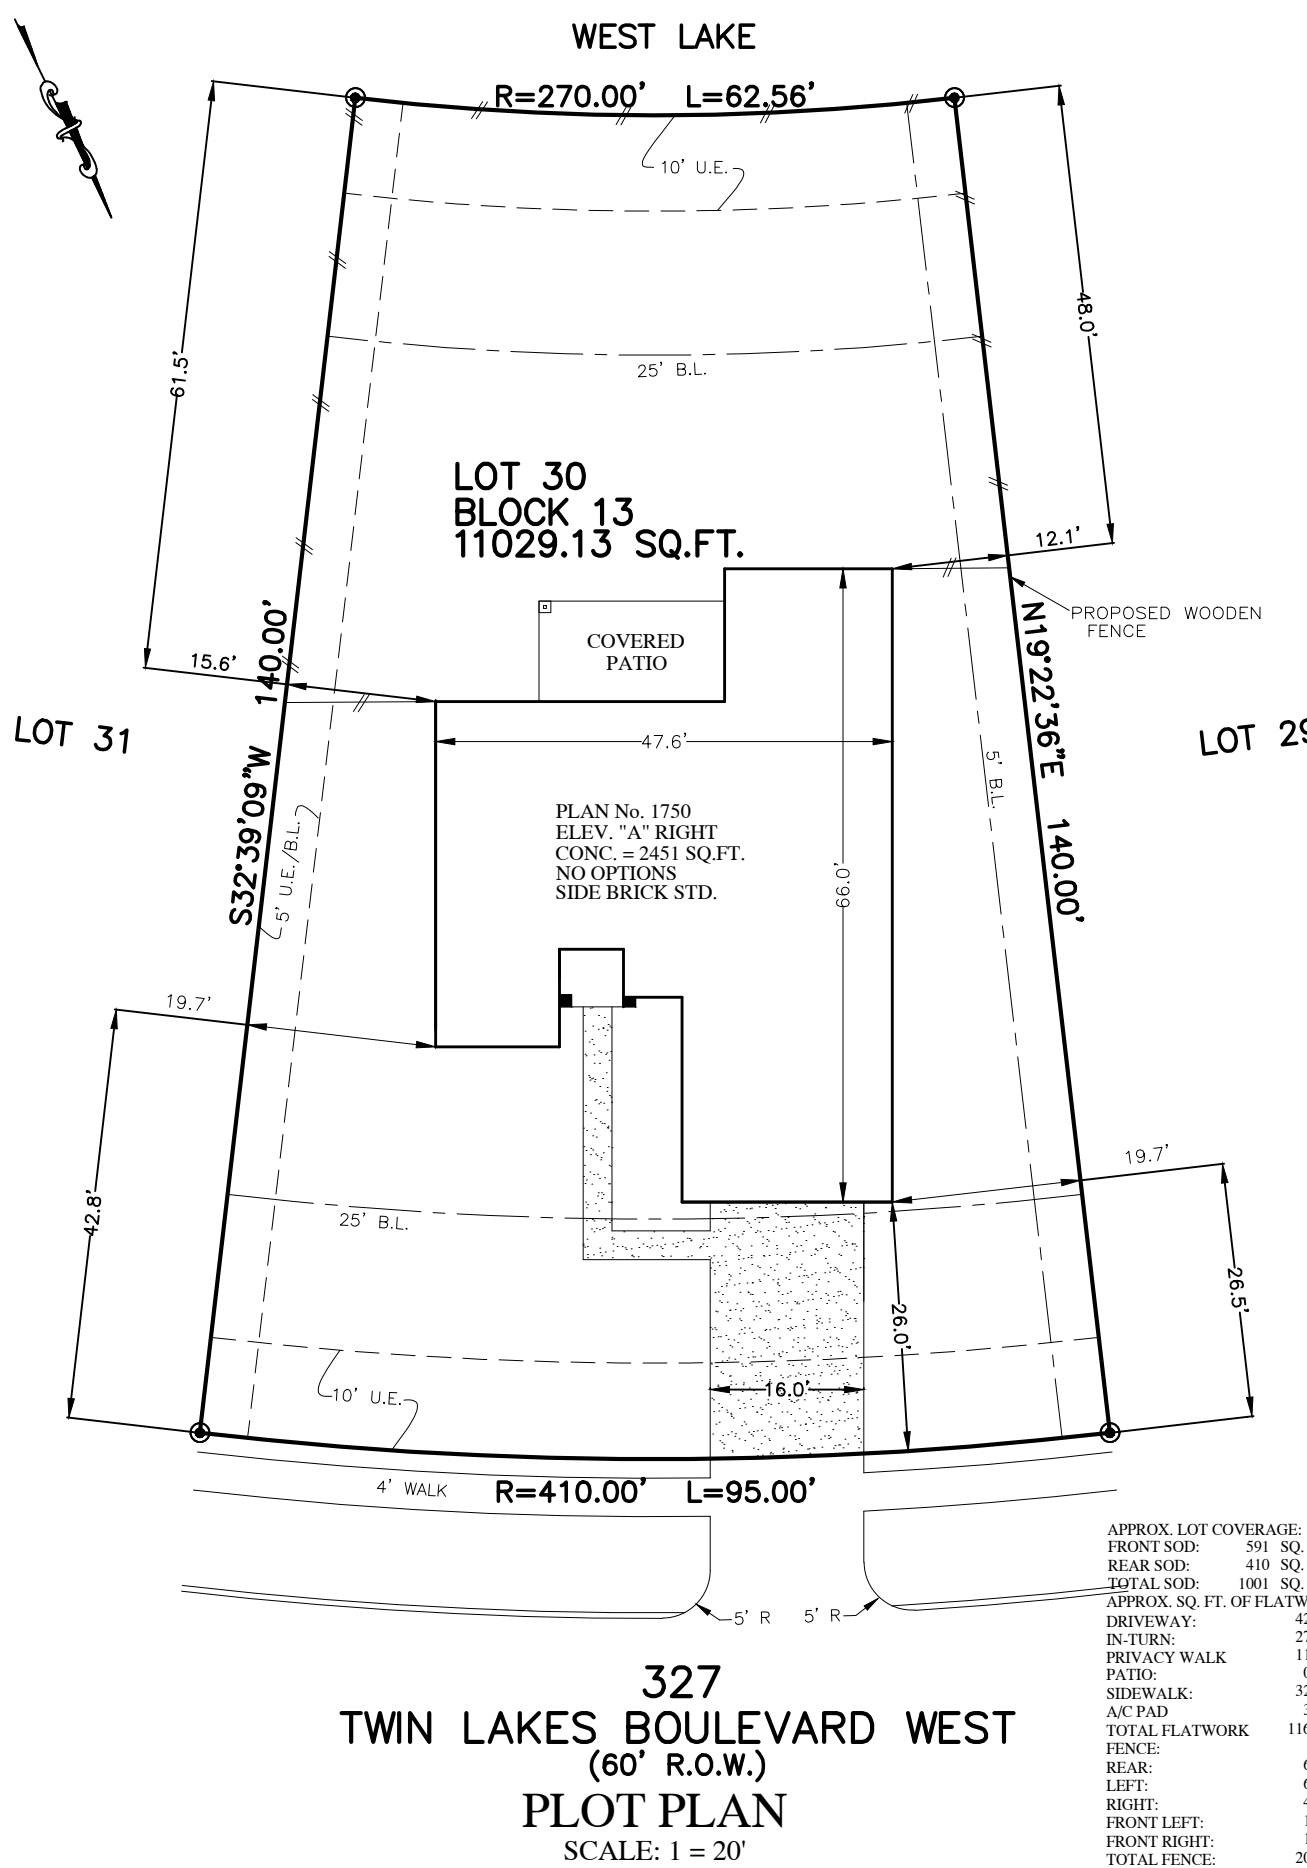 WEST LAKE
R=270.00' L=62.56'
10' U.E.
61.5'
48.0'
25' B.L.
LOT 30
BLOCK 13
11029.13 SQ.FT.
12.1'
PROPOSED WOODEN
FENCE
COVERED
PATIO
15.6'
140.00'
S32°39'09"W
N19°22'36"E 140.00'
LOT 31
LOT 29
47.6'
5' B.L.
5' U.E./B.L.
PLAN No. 1750
ELEV. "A" RIGHT
CONC. = 2451 SQ.FT.
NO OPTIONS
SIDE BRICK STD.
66.0'
19.7'
19.7'
42.8'
25' B.L.
26.5'
26.0'
10' U.E.
16.0'
4' WALK
R=410.00' L=95.00'
5' R 5' R
327
TWIN LAKES BOULEVARD WEST
(60' R.O.W.)
PLOT PLAN
SCALE: 1 = 20'
APPROX. LOT COVERAGE:
FRONT SOD: 591 SQ.
REAR SOD: 410 SQ.
TOTAL SOD: 1001 SQ.
APPROX. SQ. FT. OF
DRIVEWAY:
IN-TURN:
PRIVACY WALK
PATIO:
SIDEWALK:
A/C PAD
TOTAL FLATWORK
FENCE:
REAR:
LEFT:
RIGHT:
FRONT LEFT:
FRONT RIGHT:
TOTAL FENCE: